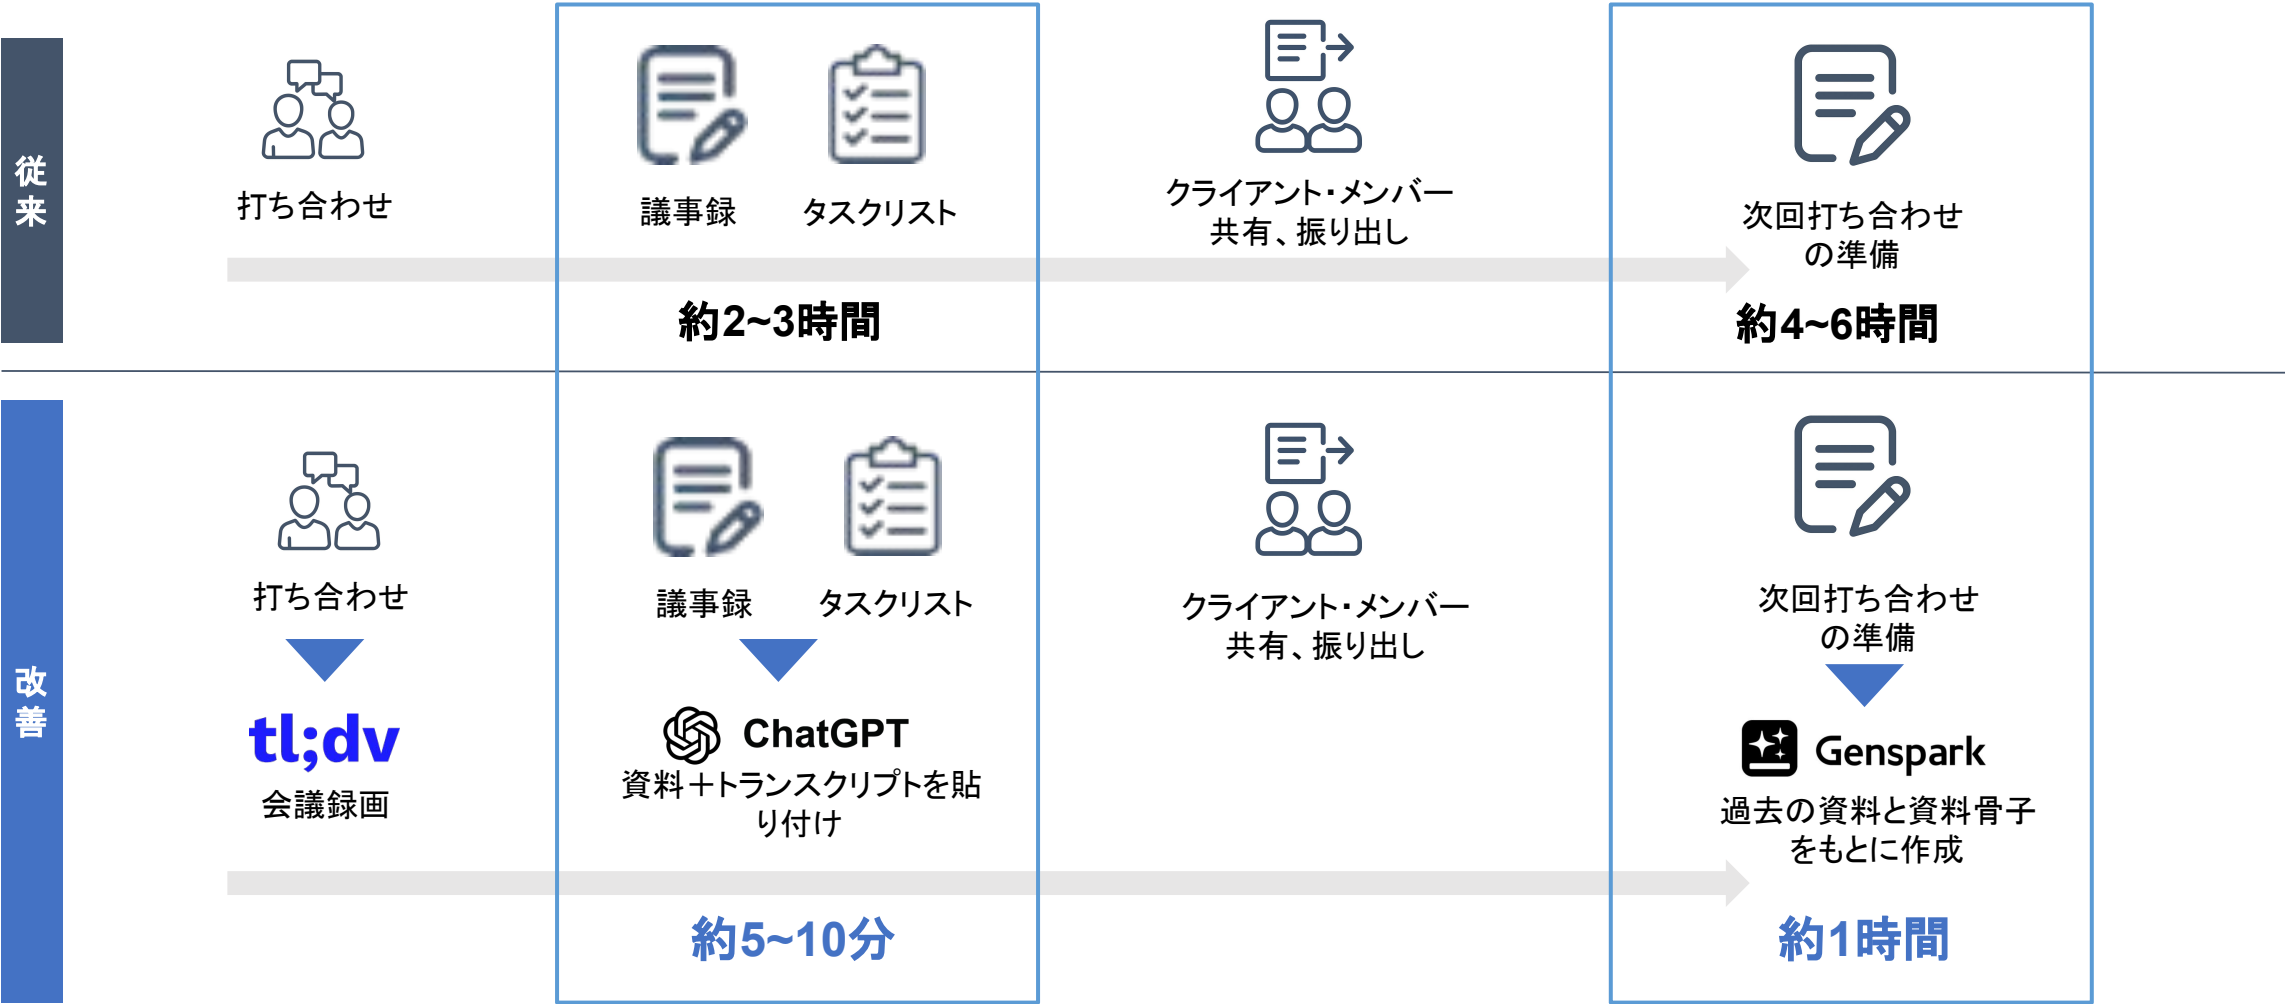 従来
打ち合わせ
議事録
タスクリスト
クライアント・メンバー
共有、振り出し
次回打ち合わせ
の準備
約2~3時間
約4~6時間
改善
打ち合わせ
議事録
タスクリスト
クライアント・メンバー
共有、振り出し
次回打ち合わせ
の準備
tl;dv
会議録画
ChatGPT
資料＋トランスクリプトを貼
り付け
Genspark
過去の資料と資料骨子
をもとに作成
約5~10分
約1時間